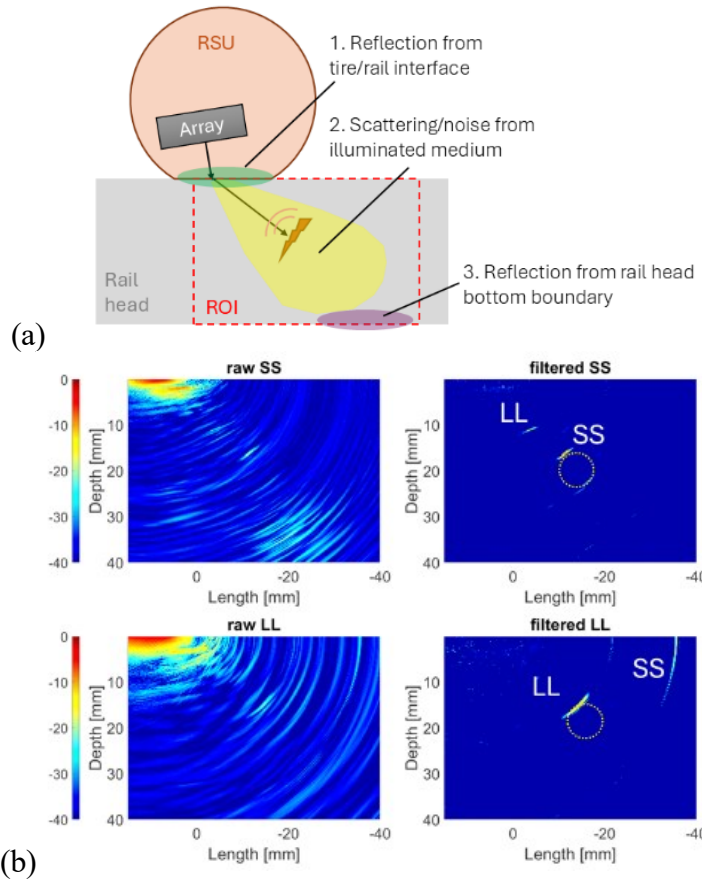 RSU
1. Reflection from
tire/rail interface
Array
2. Scattering/noise from
illuminated medium
3. Reflection from rail head
bottom boundary
Rail
head
ROI
(a)
raw SS
filtered SS
0
-10
-20
-30
-40
Depth [mm]
0
10
20
30
40
0
-20
-40
Length [mm]
LL
SS
Depth [mm]
0
10
20
30
40
0
-20
-40
Length [mm]
raw LL
filtered LL
0
-10
-20
-30
-40
Depth [mm]
0
10
20
30
40
0
-20
-40
Length [mm]
LL
SS
Depth [mm]
0
10
20
30
40
0
-20
-40
Length [mm]
(b)